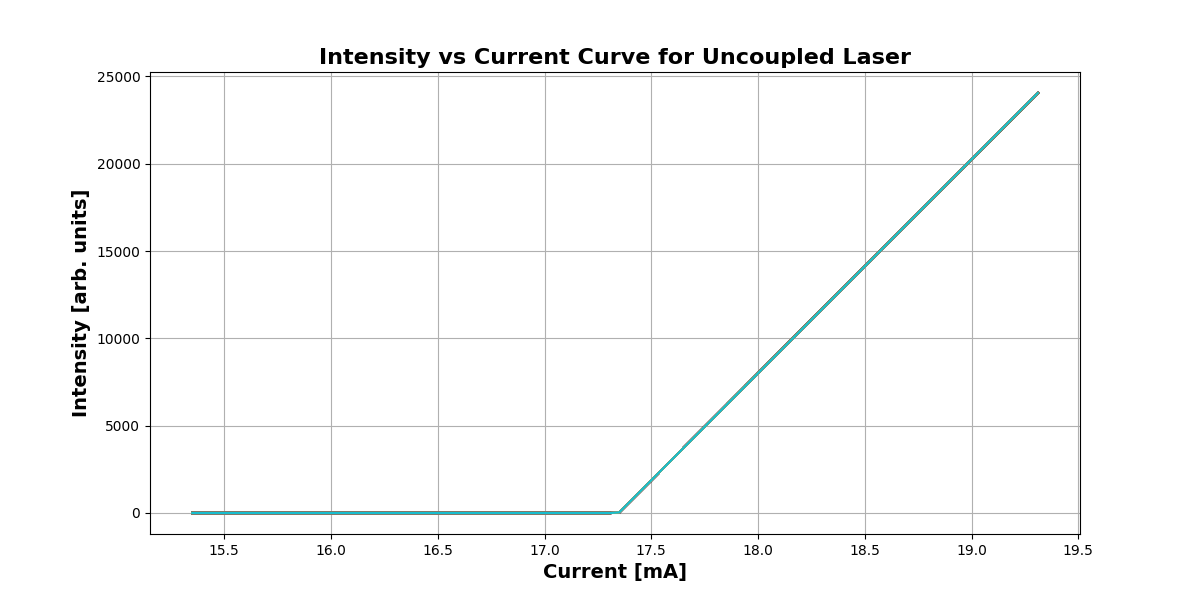 Intensity vs Current Curve for Uncoupled Laser
25000
20000
15000
10000
5000
0
Intensity [arb. units]
15.5 16.0 16.5 17.0 17.5 18.0 18.5 19.0 19.5
Current [mA]